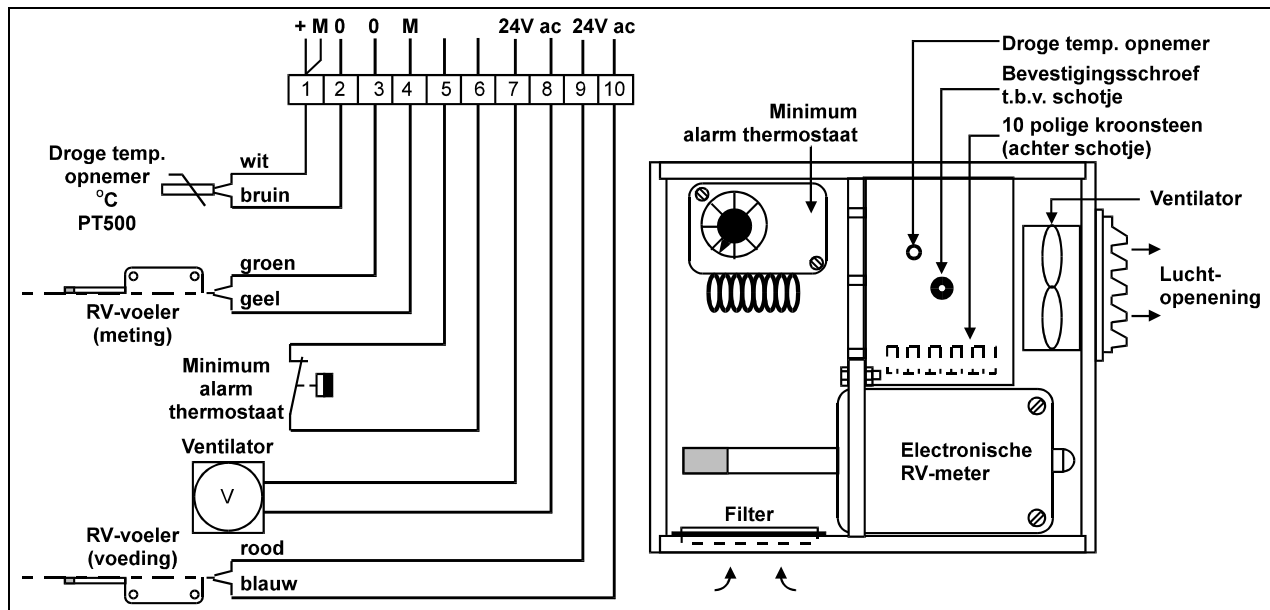 + M 0 0 M 24V ac 24V ac
1 2 3 4 5 6 7 8 9 10
Droge temp.
opnemer
°C
PT500
wit
bruin
groen
geel
RV-voeler
(meting)
Minimum
alarm
thermostaat
Ventilator
V
RV-voeler
(voeding)
rood
blauw
Minimum
alarm thermostaat
Droge temp. opnemer
Bevestigingsschroef
t.b.v. schotje
10 polige kroonsteen
(achter schotje)
Ventilator
Lucht-
openening
Electronische
RV-meter
Filter